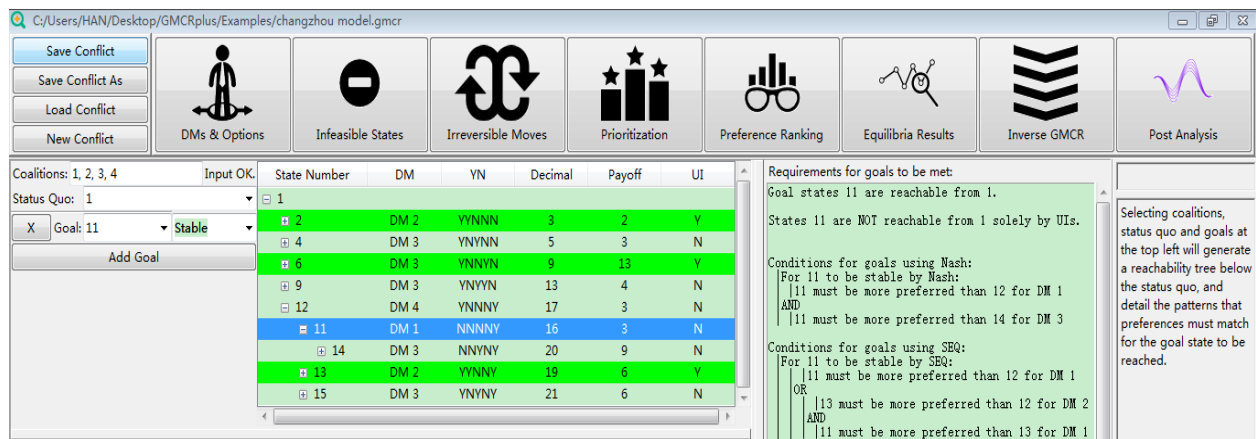 C:/Users/HAN/Desktop/GMCRplus/Examples/changzhou model.gmcr
Save Conflict
Save Conflict As
Load Conflict
New Conflict
DMs & Options
Infeasible States
Irreversible Moves
Prioritization
Preference Ranking
Equilibria Results
Inverse GMCR
Post Analysis
Coalitions: 1, 2, 3, 4 Input OK.
Status Quo: 1
X Goal: 11 Stable
Add Goal
State Number DM YN Decimal Payoff UI
1
2 DM 2 YYNNN 3 2 Y
4 DM 3 YNYNN 5 3 N
6 DM 3 YNNYN 9 13 Y
9 DM 3 YNYYN 13 4 N
12 DM 4 YNNNY 17 3 N
11 DM 1 NNNNY 16 3 N
14 DM 3 NNYNY 20 9 N
13 DM 2 YYNNY 19 6 Y
15 DM 3 YNYNY 21 6 N
Requirements for goals to be met:
Goal states 11 are reachable from 1.
States 11 are NOT reachable from 1 solely by UIs.
Conditions for goals using Nash:
For 11 to be stable by Nash:
11 must be more preferred than 12 for DM 1
AND
11 must be more preferred than 14 for DM 3
Conditions for goals using SEQ:
For 11 to be stable by SEQ:
11 must be more preferred than 12 for DM 1
OR
13 must be more preferred than 12 for DM 2
AND
11 must be more preferred than 13 for DM 1
Selecting coalitions,
status quo and goals at
the top left will generate
a reachability tree below
the status quo, and
detail the patterns that
preferences must match
for the goal state to be
reached.